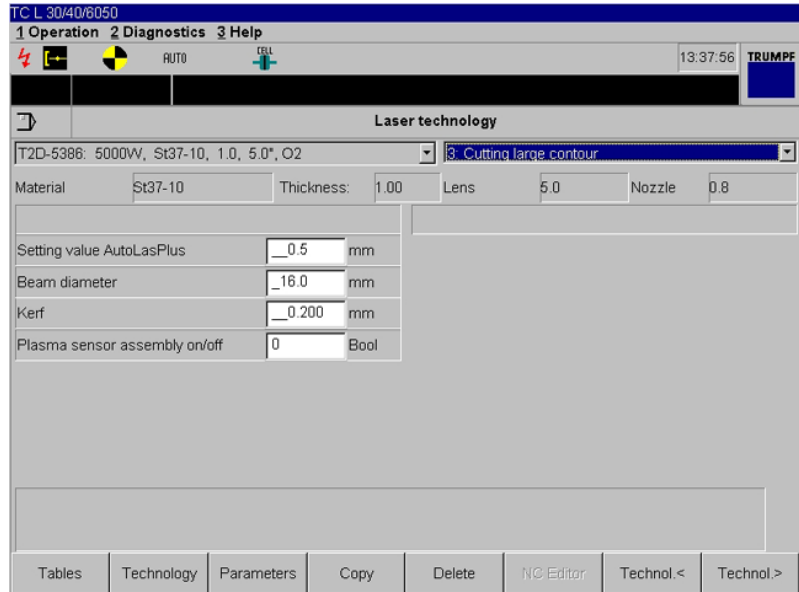 TC L 30/40/6050
1 Operation 2 Diagnostics 3 Help
AUTO CELL 13:37:56 TRUMPF
Laser technology
T2D-5386: 5000W, St37-10, 1.0, 5.0", O2 3: Cutting large contour
Material St37-10 Thickness: 1.00 Lens 5.0 Nozzle 0.8
Setting value AutoLasPlus __0.5 mm
Beam diameter _16.0 mm
Kerf __0.200 mm
Plasma sensor assembly on/off 0 Bool
Tables Technology Parameters Copy Delete NC Editor Technol.< Technol.>